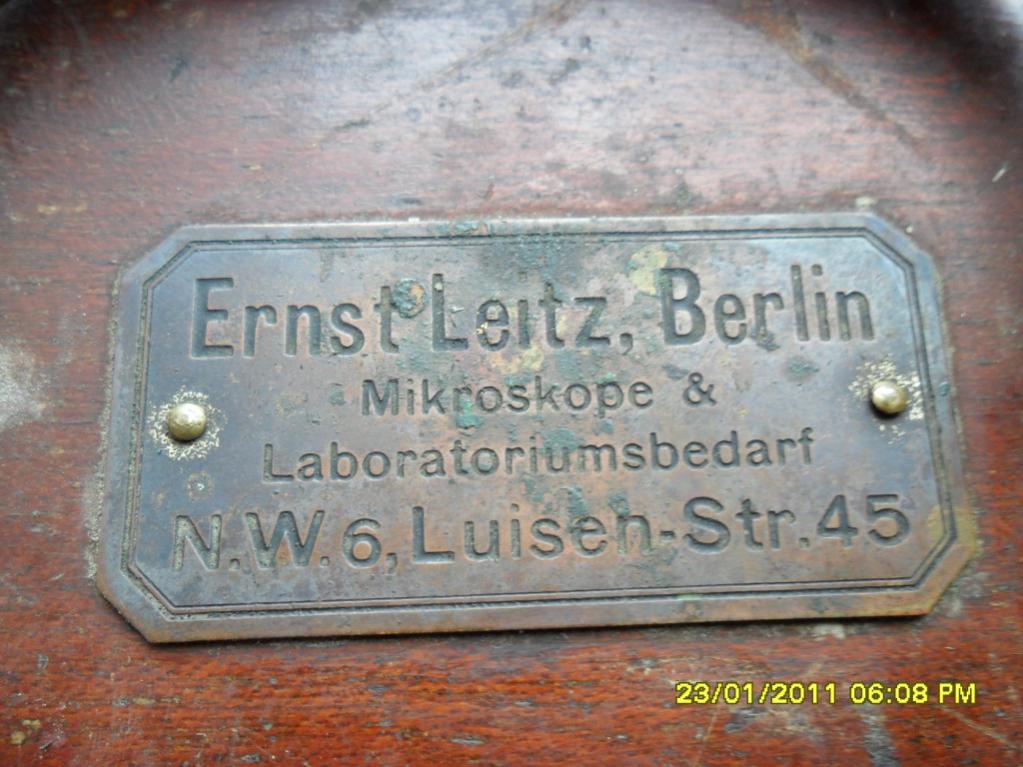 Ernst Leitz, Berlin
Mikroskope &
Laboratoriumsbedarf
N.W.6, Luisen-Str.45
23/01/2011 06:08 PM